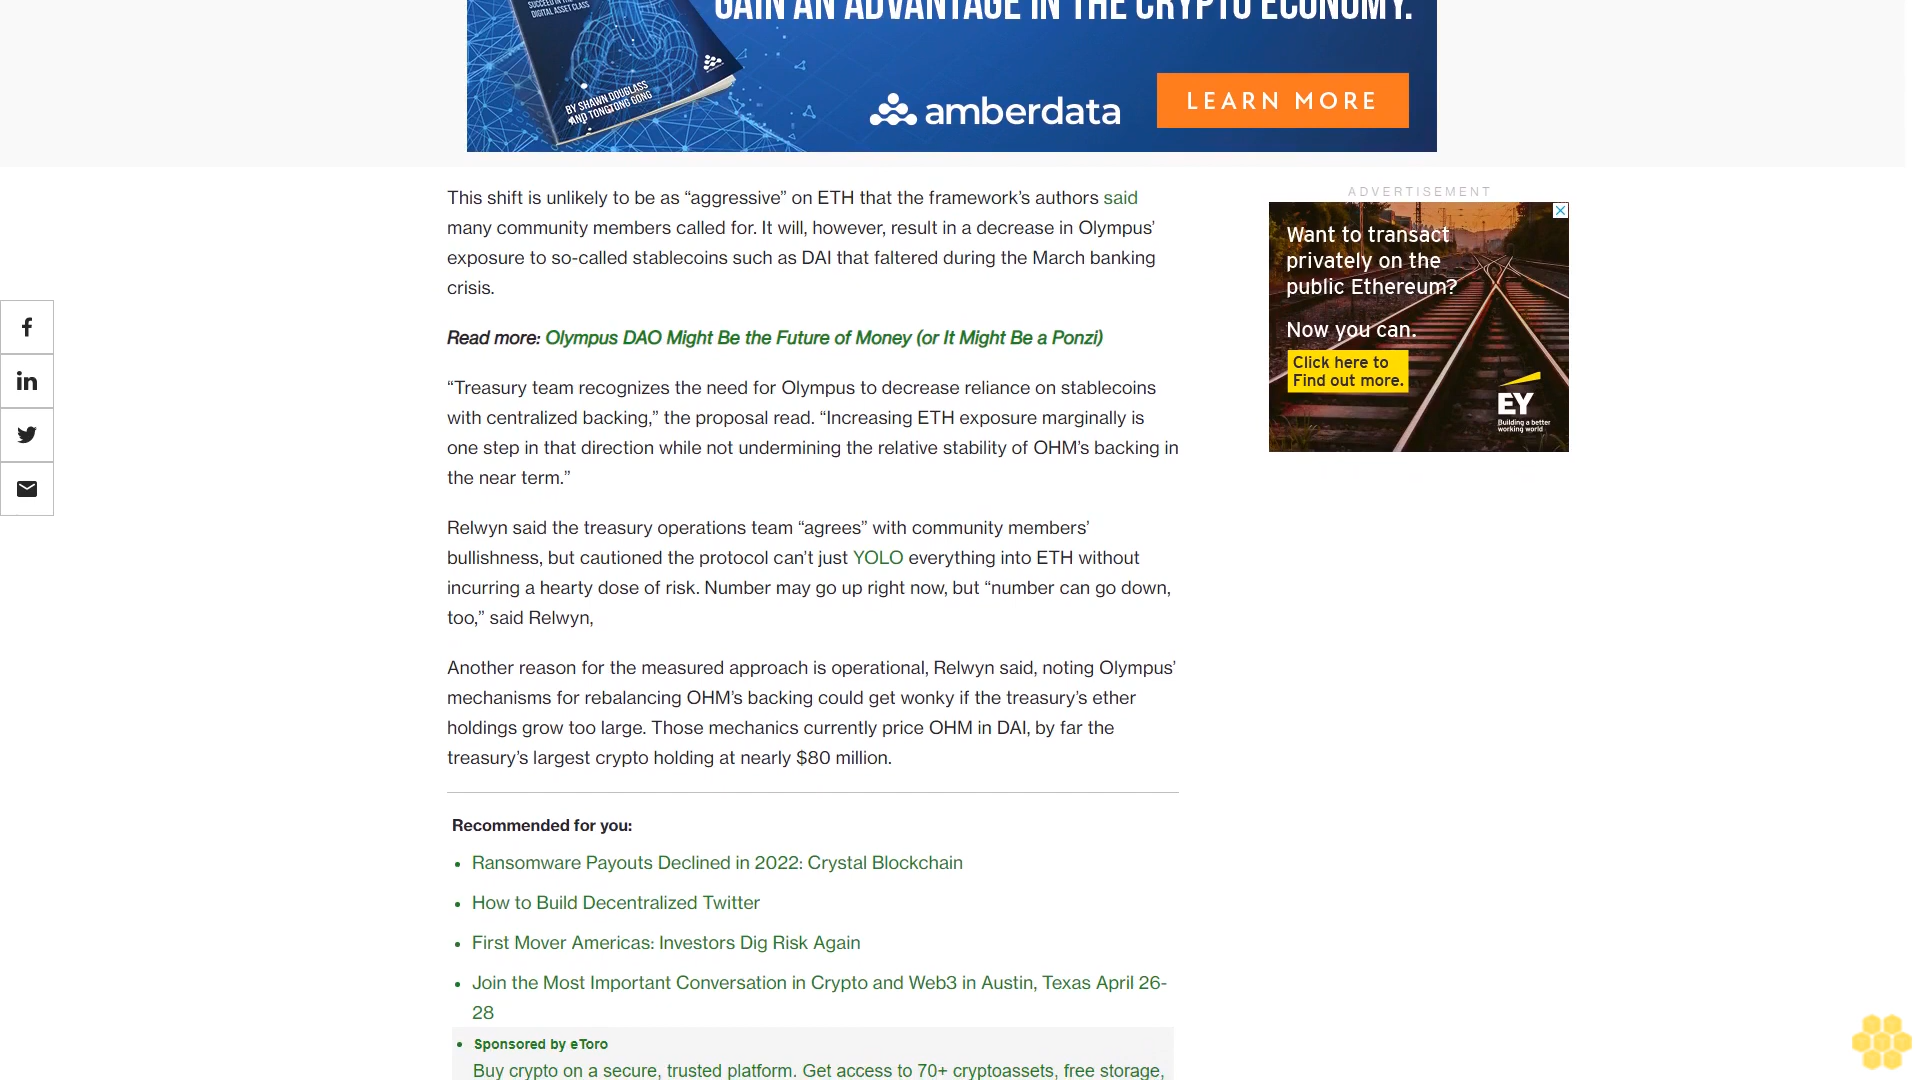 SUCCEED IN THE
DIGITAL ASSET CLASS
GAIN AN ADVANTAGE IN THE CRYPTO ECONOMY.
BY SHAWN DOUGLASS
AND TONGTONG GONG
amberdata
LEARN MORE
This shift is unlikely to be as “aggressive” on ETH that the framework’s authors said
many community members called for. It will, however, result in a decrease in Olympus’
exposure to so-called stablecoins such as DAI that faltered during the March banking
crisis.
Read more: Olympus DAO Might Be the Future of Money (or It Might Be a Ponzi)
“Treasury team recognizes the need for Olympus to decrease reliance on stablecoins
with centralized backing,” the proposal read. “Increasing ETH exposure marginally is
one step in that direction while not undermining the relative stability of OHM’s backing in
the near term.”
Relwyn said the treasury operations team “agrees” with community members’
bullishness, but cautioned the protocol can’t just YOLO everything into ETH without
incurring a hearty dose of risk. Number may go up right now, but “number can go down,
too,” said Relwyn,
Another reason for the measured approach is operational, Relwyn said, noting Olympus’
mechanisms for rebalancing OHM’s backing could get wonky if the treasury’s ether
holdings grow too large. Those mechanics currently price OHM in DAI, by far the
treasury’s largest crypto holding at nearly $80 million.
Recommended for you:
• Ransomware Payouts Declined in 2022: Crystal Blockchain
• How to Build Decentralized Twitter
• First Mover Americas: Investors Dig Risk Again
• Join the Most Important Conversation in Crypto and Web3 in Austin, Texas April 26-
28
• Sponsored by eToro
Buy crypto on a secure, trusted platform. Get access to 70+ cryptoassets, free storage,
ADVERTISEMENT
Want to transact
privately on the
public Ethereum?
Now you can.
Click here to
Find out more.
EY
Building a better
working world